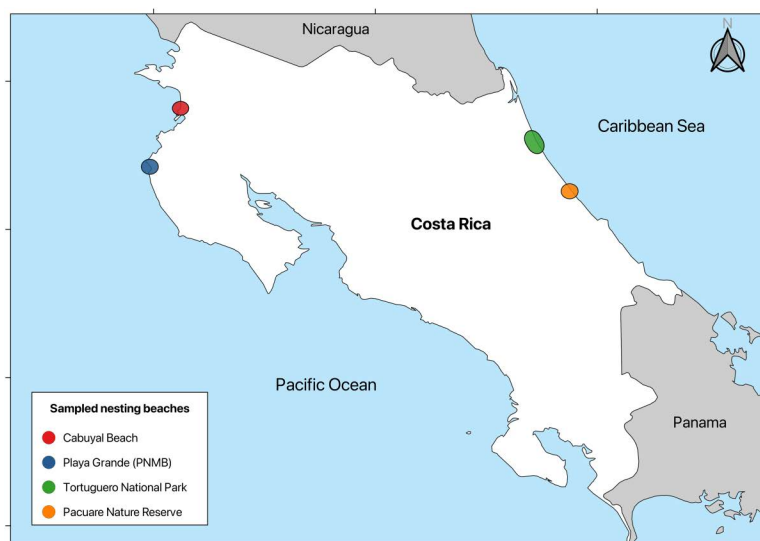 Nicaragua
N
Caribbean Sea
Costa Rica
Pacific Ocean
Panama
Sampled nesting beaches
Cabuyal Beach
Playa Grande (PNMB)
Tortuguero National Park
Pacuare Nature Reserve